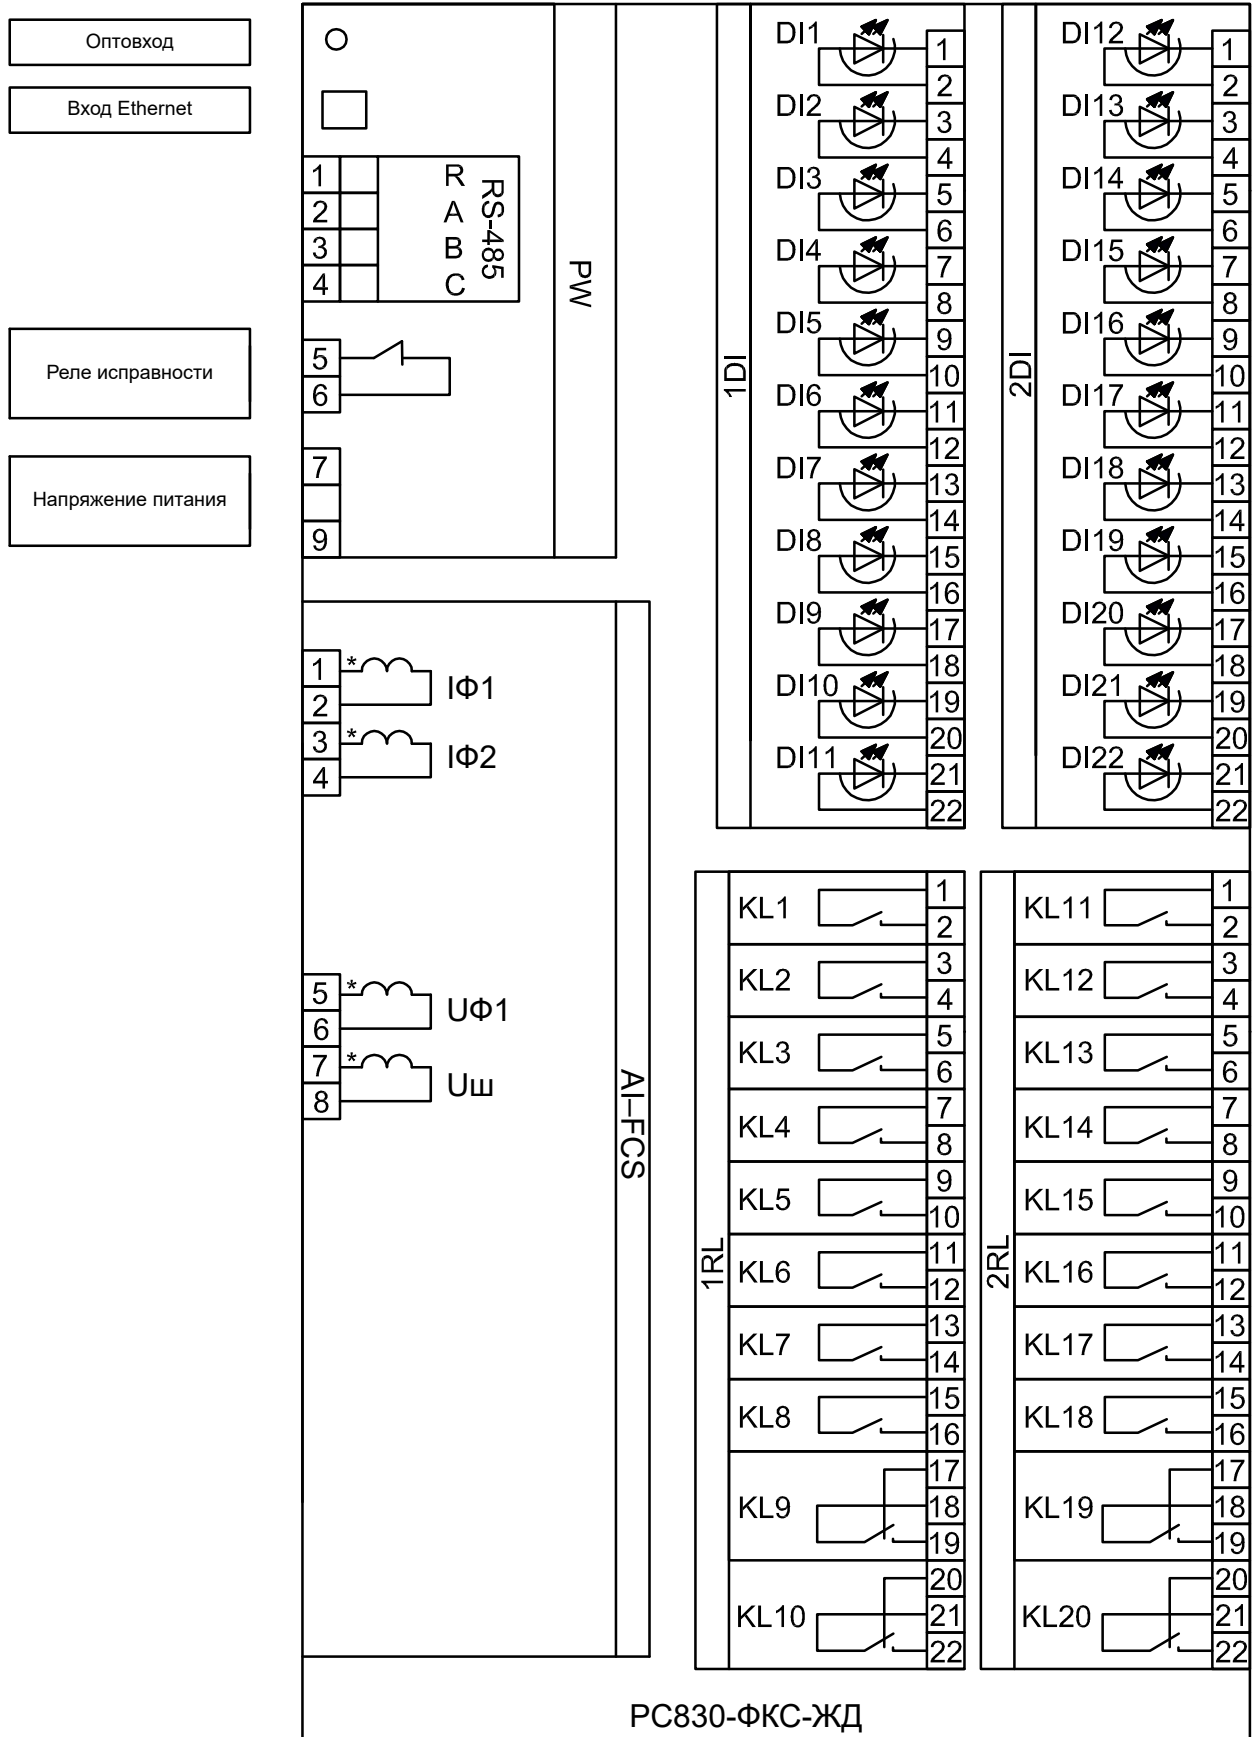 Оптовход
Вход Ethernet
Реле исправности
Напряжение питания
1 R
2 A
3 B
4 C
RS-485
5
6
7
9
PW
1 * IФ1
2
3 * IФ2
4
5 * UФ1
6
7 * Uш
8
AI–FCS
1DI
DI1 1
2
DI2 3
4
DI3 5
6
DI4 7
8
DI5 9
10
DI6 11
12
DI7 13
14
DI8 15
16
DI9 17
18
DI10 19
20
DI11 21
22
2DI
DI12 1
2
DI13 3
4
DI14 5
6
DI15 7
8
DI16 9
10
DI17 11
12
DI18 13
14
DI19 15
16
DI20 17
18
DI21 19
20
DI22 21
22
1RL
KL1 1
2
KL2 3
4
KL3 5
6
KL4 7
8
KL5 9
10
KL6 11
12
KL7 13
14
KL8 15
16
17
KL9 18
19
20
KL10 21
22
2RL
KL11 1
2
KL12 3
4
KL13 5
6
KL14 7
8
KL15 9
10
KL16 11
12
KL17 13
14
KL18 15
16
17
KL19 18
19
20
KL20 21
22
РС830-ФКС-ЖД